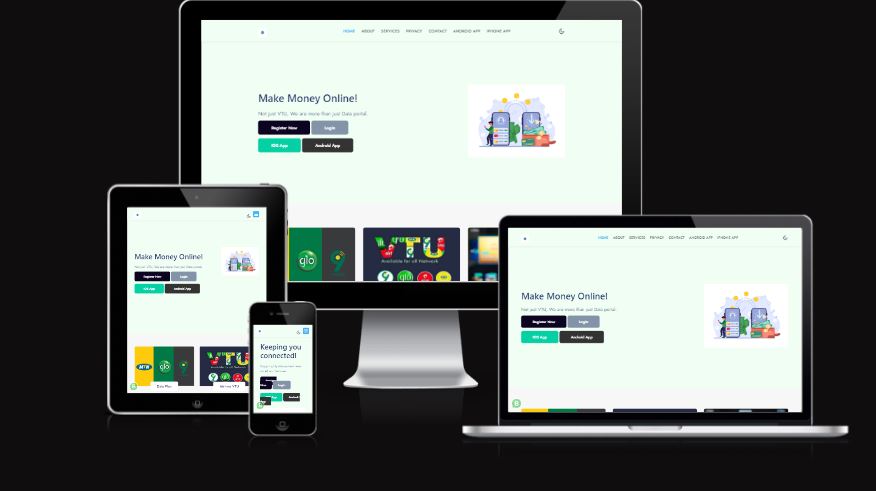 HOME ABOUT SERVICES PRIVACY CONTACT ANDROID APP IPHONE APP
Make Money Online!
Not just VTU, We are more than just Data portal.
Register Now Login
iOS App Android App
glo 9 VTU
Available for all Network
Make Money Online!
Not just VTU, We are more than just Data portal.
Register Now Login
iOS App Android App
MTN glo 9 VTU
Data Plan Airtime VTU
Keeping you
connected!
Login
HOME ABOUT SERVICES PRIVACY CONTACT ANDROID APP IPHONE APP
Make Money Online!
Not just VTU, We are more than just Data portal.
Register Now Login
iOS App Android App